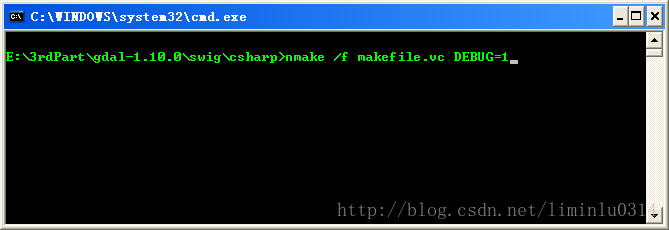 C:\WINDOWS\system32\cmd.exe
E:\3rdPart\gdal-1.10.0\swig\csharp>nmake /f makefile.vc DEBUG=1
http://blog.csdn.net/liminlu0314